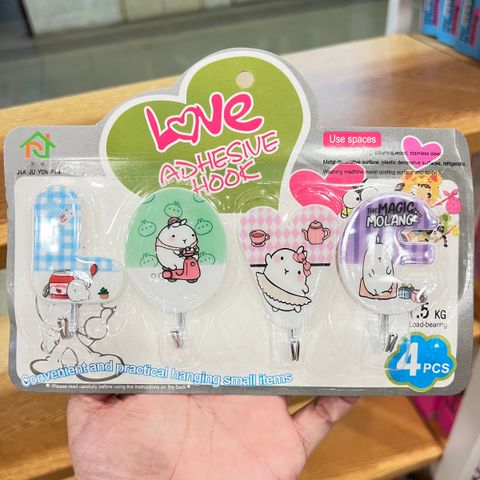 LOVE
ADHESIVE
HOOK
JIA JU YON PIN
Use spaces
stainless steel
Metal decorative surface, plastic decorative surfaces, refrigerator
Washing machine metal coating surface and so on
L
O
V
E
THE MAGIC
MOLANG
.5 KG
Load-bearing
4 PCS
Convenient and practical hanging small items
* Please read carefully before using the instructions on the back *